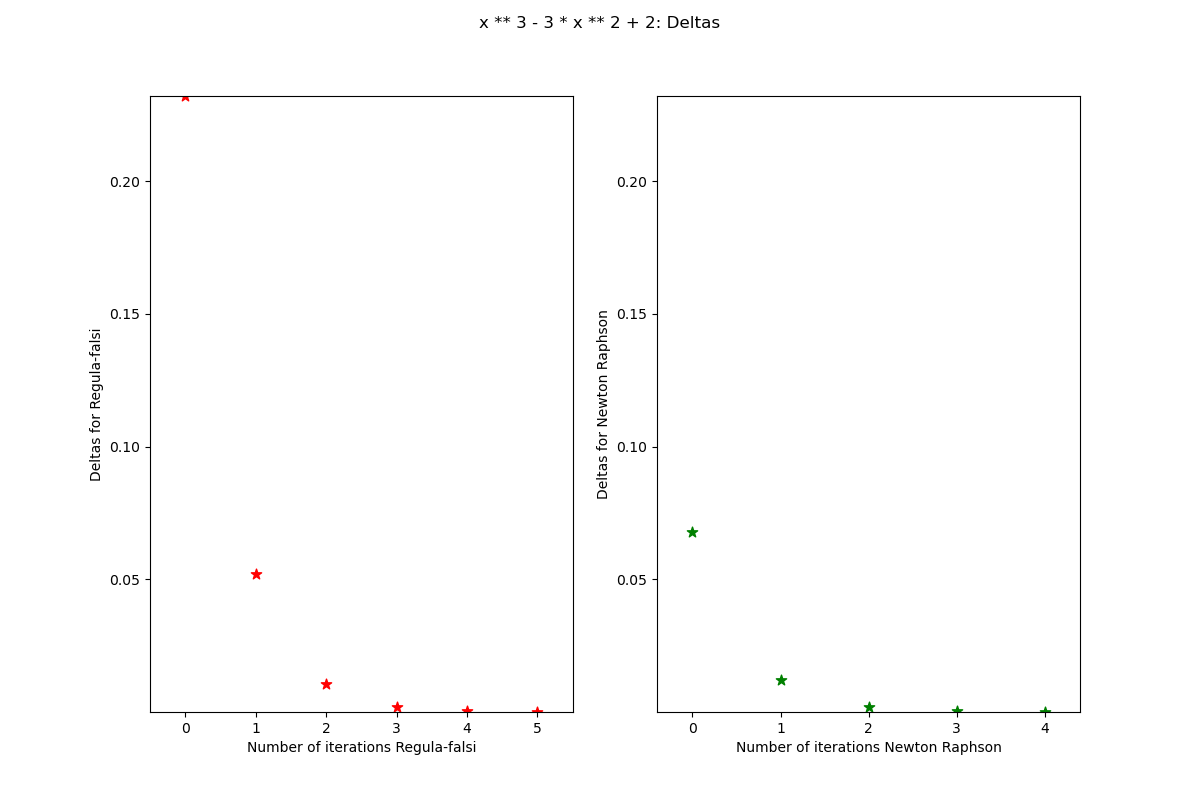 x ** 3 - 3 * x ** 2 + 2: Deltas
Deltas for Regula-falsi
0.20
0.15
0.10
0.05
0 1 2 3 4 5
Number of iterations Regula-falsi
Deltas for Newton Raphson
0.20
0.15
0.10
0.05
0 1 2 3 4
Number of iterations Newton Raphson